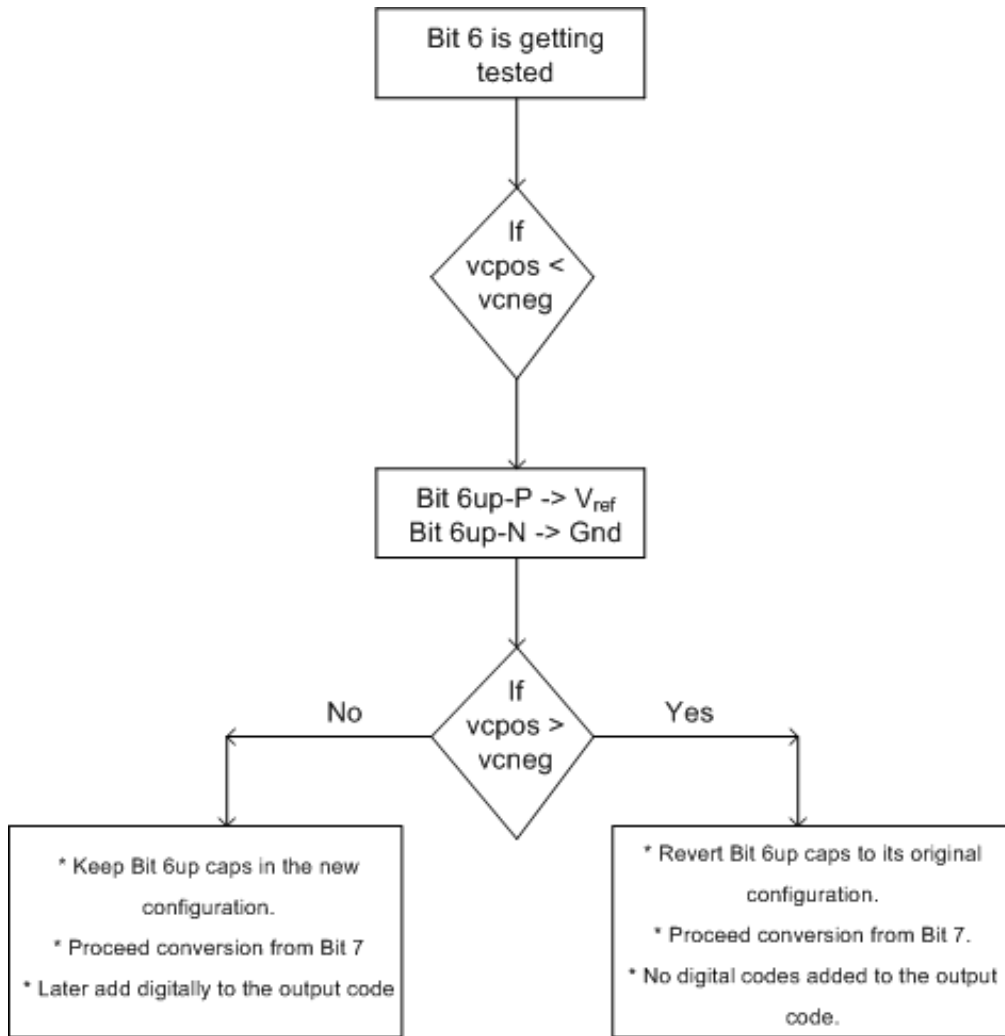 Bit 6 is getting
tested
If
vcpos <
vcneg
Bit 6up-P -> Vref
Bit 6up-N -> Gnd
If
vcpos >
vcneg
No
Yes
* Keep Bit 6up caps in the new
configuration.
* Proceed conversion from Bit 7
* Later add digitally to the output code
* Revert Bit 6up caps to its original
configuration.
* Proceed conversion from Bit 7.
* No digital codes added to the output
code.